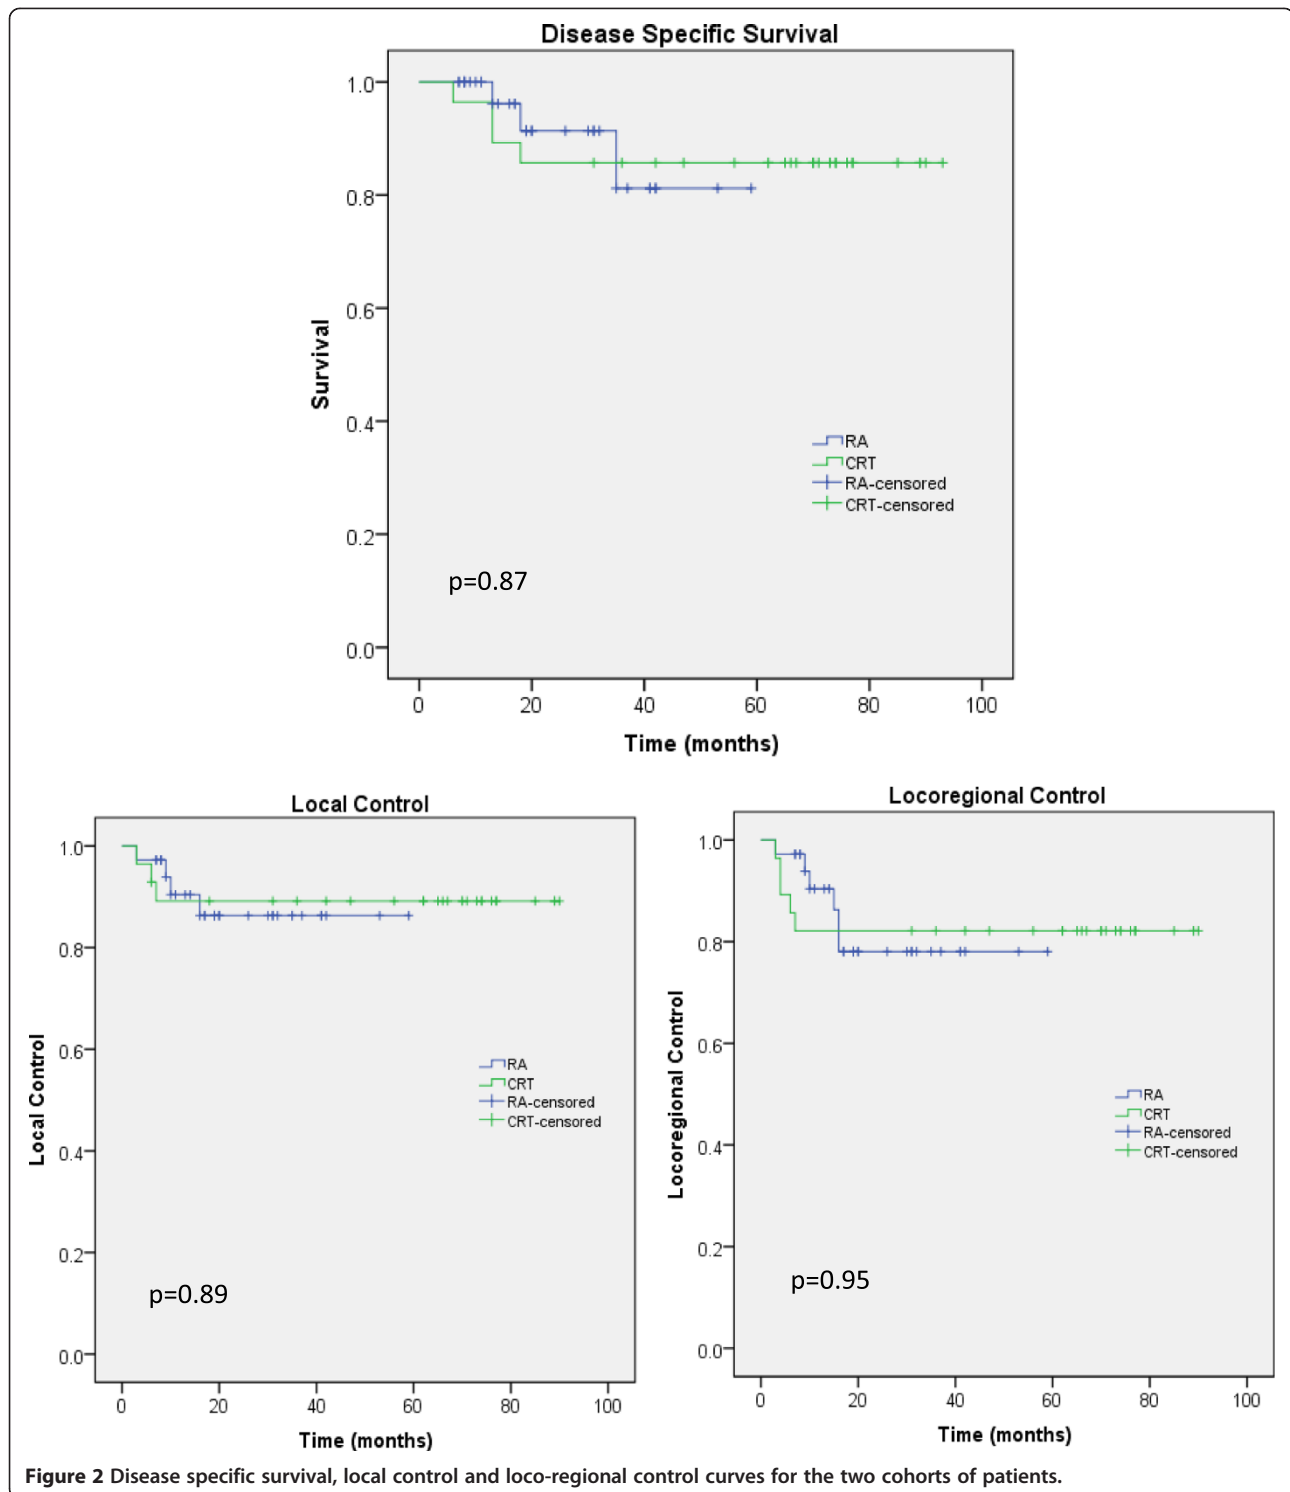 Disease Specific Survival
1.0
0.8
0.6
0.4
0.2
0.0
Survival
RA
CRT
RA-censored
CRT-censored
p=0.87
0 20 40 60 80 100
Time (months)
Local Control
1.0
0.8
0.6
0.4
0.2
0.0
Local Control
RA
CRT
RA-censored
CRT-censored
p=0.89
0 20 40 60 80 100
Time (months)
Locoregional Control
1.0
0.8
0.6
0.4
0.2
0.0
Locoregional Control
RA
CRT
RA-censored
CRT-censored
p=0.95
0 20 40 60 80 100
Time (months)
Figure 2 Disease specific survival, local control and loco-regional control curves for the two cohorts of patients.